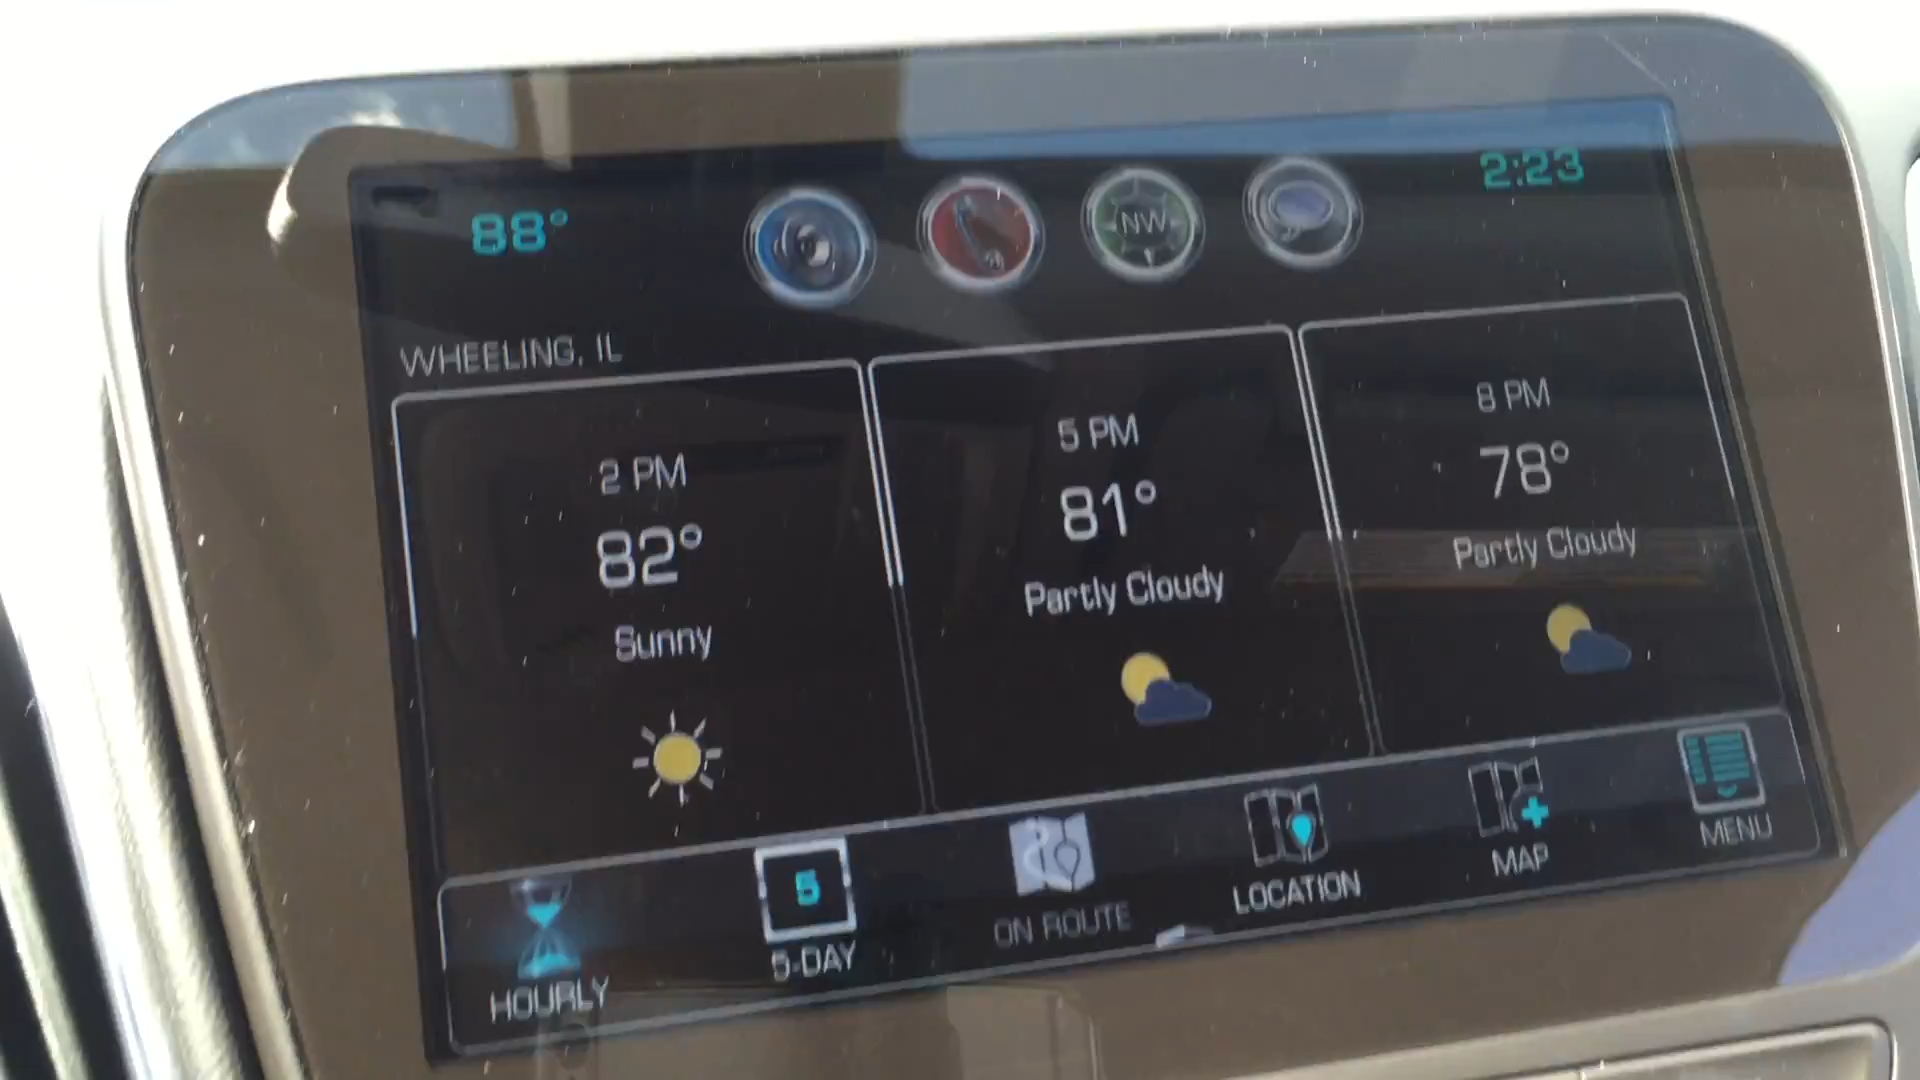 88°
NW
2:23
WHEELING, IL
2 PM
82°
Sunny
5 PM
81°
Partly Cloudy
8 PM
78°
Partly Cloudy
HOURLY
5
5-DAY
ON ROUTE
LOCATION
MAP
MENU